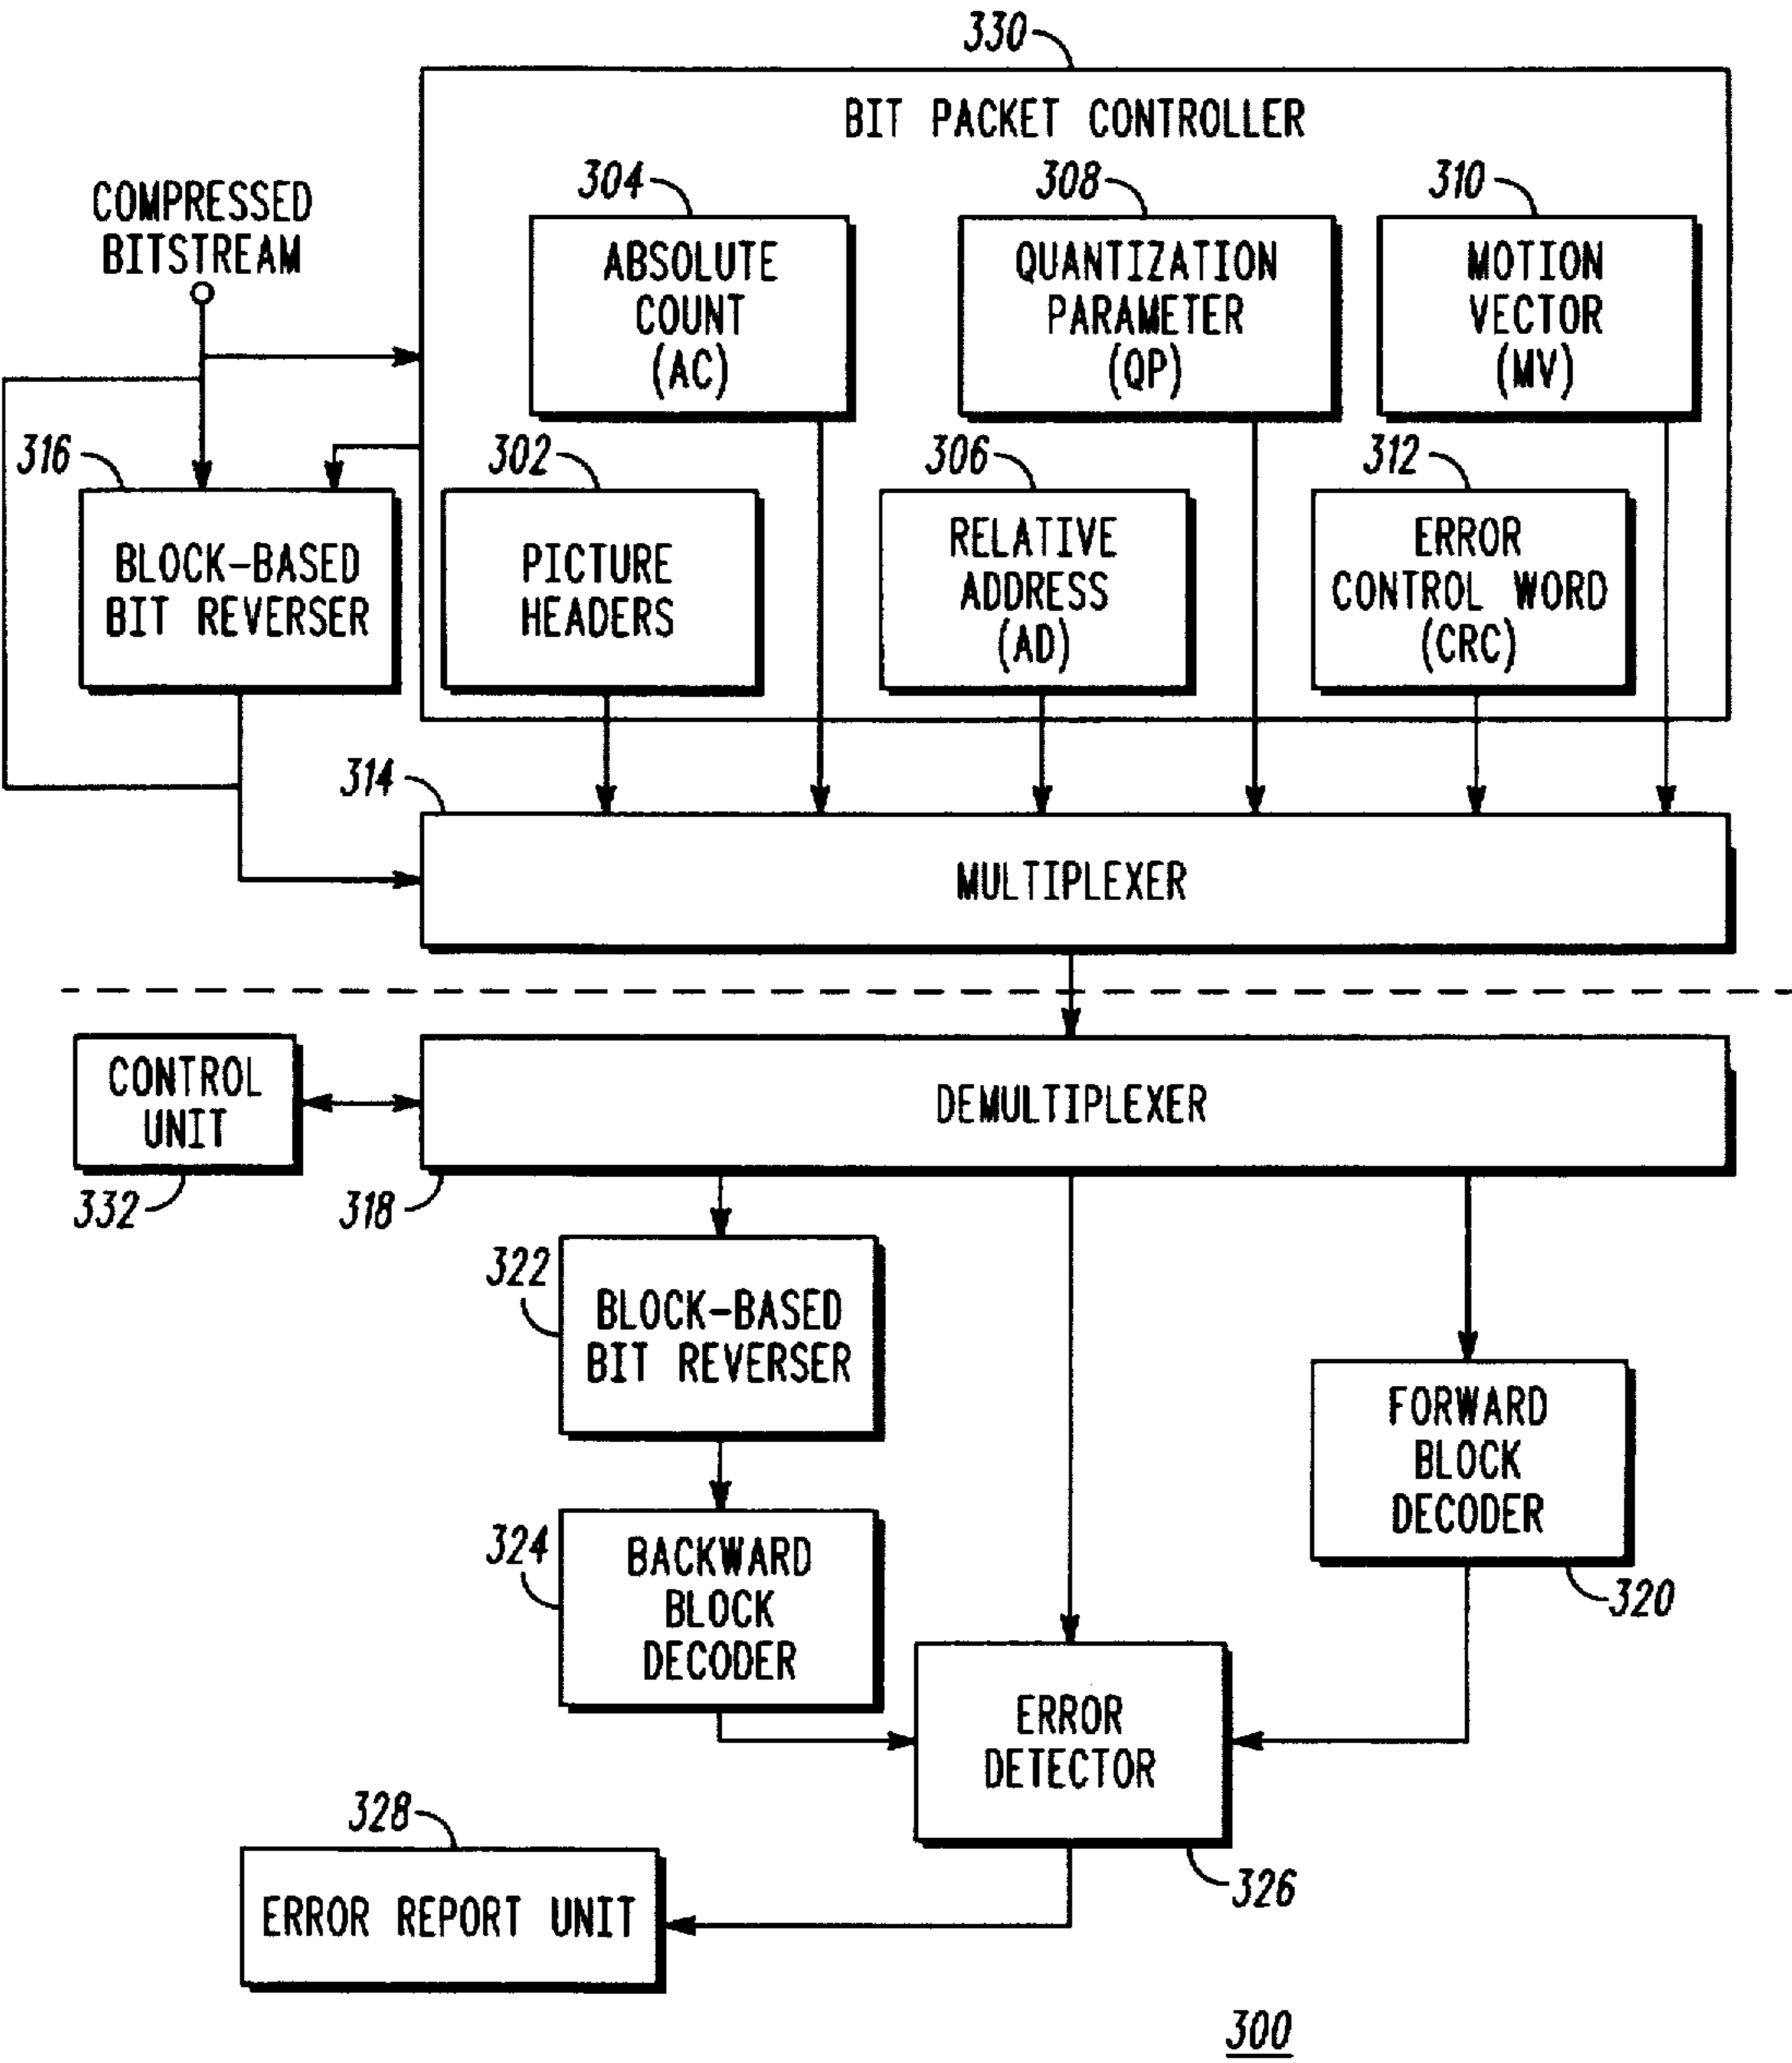 330
BIT PACKET CONTROLLER
COMPRESSED
BITSTREAM
304
ABSOLUTE
COUNT
(AC)
308
QUANTIZATION
PARAMETER
(QP)
310
MOTION
VECTOR
(MV)
316
BLOCK-BASED
BIT REVERSER
302
PICTURE
HEADERS
306
RELATIVE
ADDRESS
(AD)
312
ERROR
CONTROL WORD
(CRC)
314
MULTIPLEXER
CONTROL
UNIT
332
DEMULTIPLEXER
318
322
BLOCK-BASED
BIT REVERSER
FORWARD
BLOCK
DECODER
320
324
BACKWARD
BLOCK
DECODER
ERROR
DETECTOR
326
328
ERROR REPORT UNIT
300